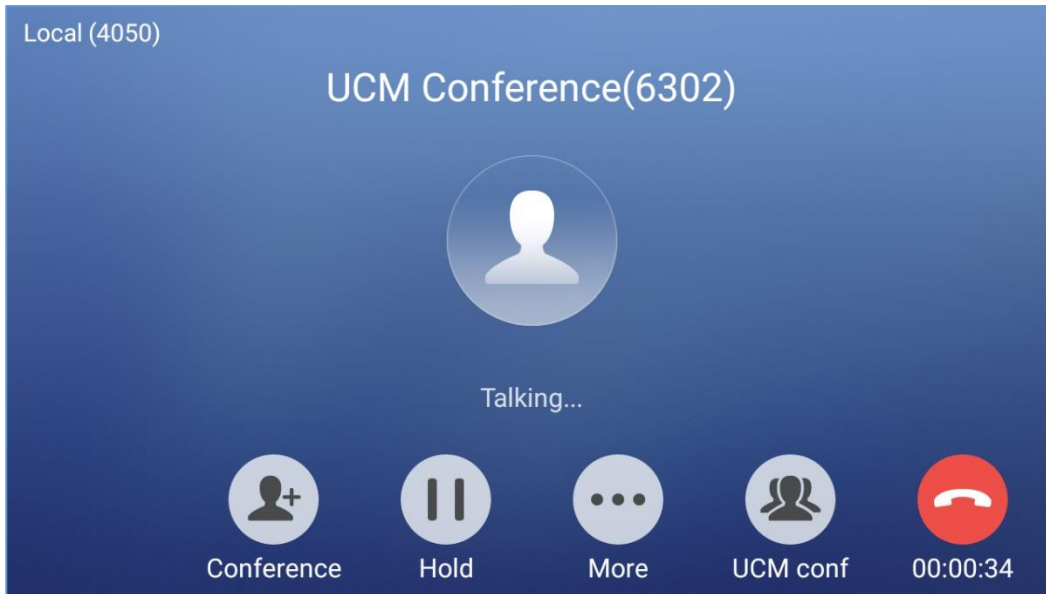 Local (4050)
UCM Conference(6302)
Talking...
Conference
Hold
More
UCM conf
00:00:34